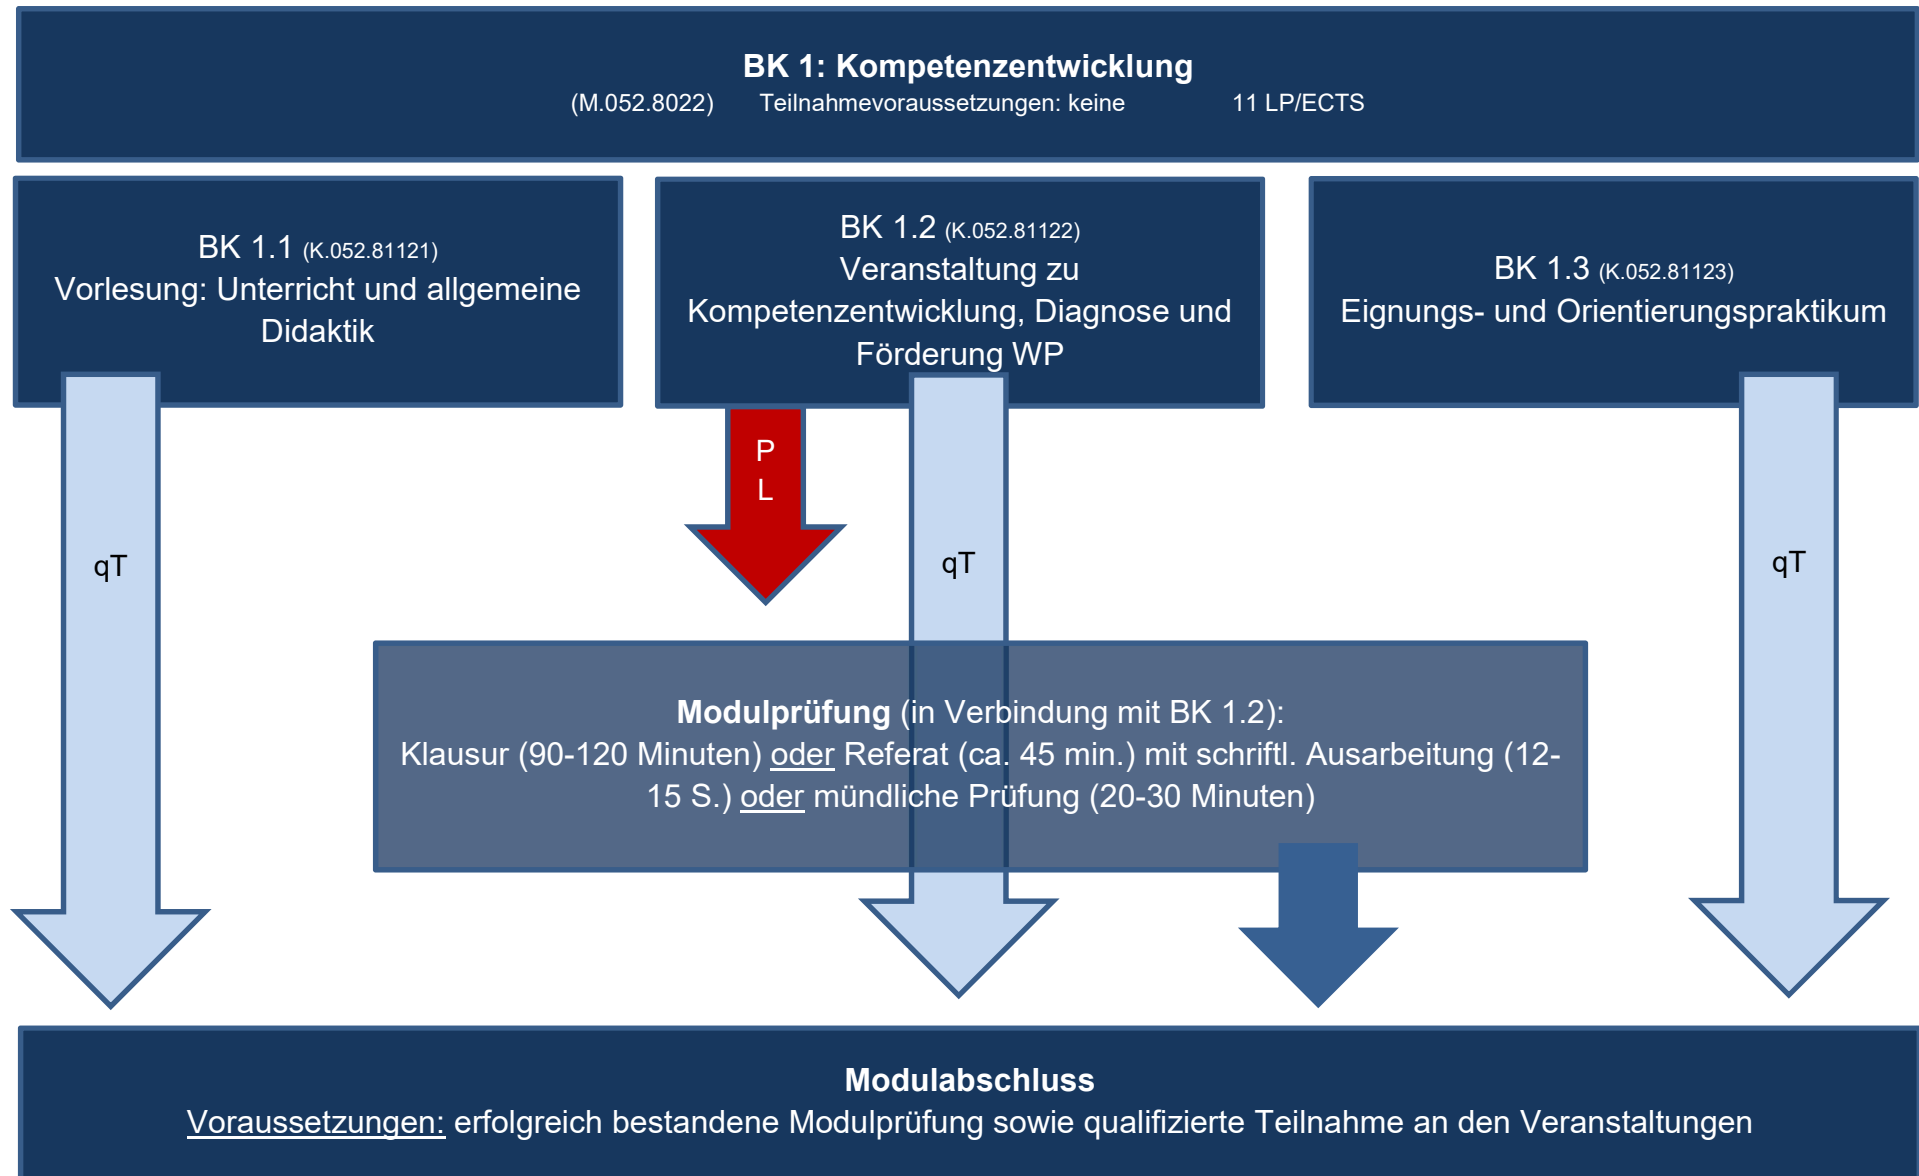 BK 1: Kompetenzentwicklung
(M.052.8022) Teilnahmevoraussetzungen: keine 11 LP/ECTS
BK 1.1 (K.052.81121)
Vorlesung: Unterricht und allgemeine
Didaktik
BK 1.2 (K.052.81122)
Veranstaltung zu
Kompetenzentwicklung, Diagnose und
Förderung WP
BK 1.3 (K.052.81123)
Eignungs- und Orientierungspraktikum
P
L
qT
qT
qT
Modulprüfung (in Verbindung mit BK 1.2):
Klausur (90-120 Minuten) oder Referat (ca. 45 min.) mit schriftl. Ausarbeitung (12-
15 S.) oder mündliche Prüfung (20-30 Minuten)
Modulabschluss
Voraussetzungen: erfolgreich bestandene Modulprüfung sowie qualifizierte Teilnahme an den Veranstaltungen